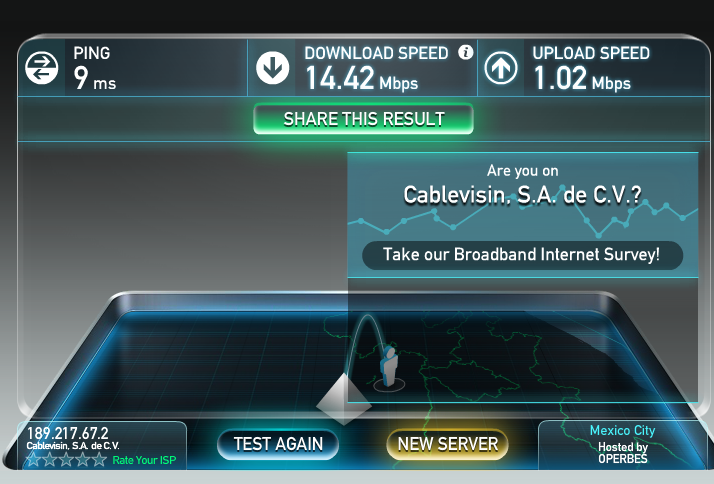 PING
9 ms
DOWNLOAD SPEED i
14.42 Mbps
UPLOAD SPEED
1.02 Mbps
SHARE THIS RESULT
Are you on
Cablevisin, S.A. de C.V.?
Take our Broadband Internet Survey!
189.217.67.2
Cablevisin, S.A. de C.V.
Rate Your ISP
TEST AGAIN
NEW SERVER
Mexico City
Hosted by
OPERBES